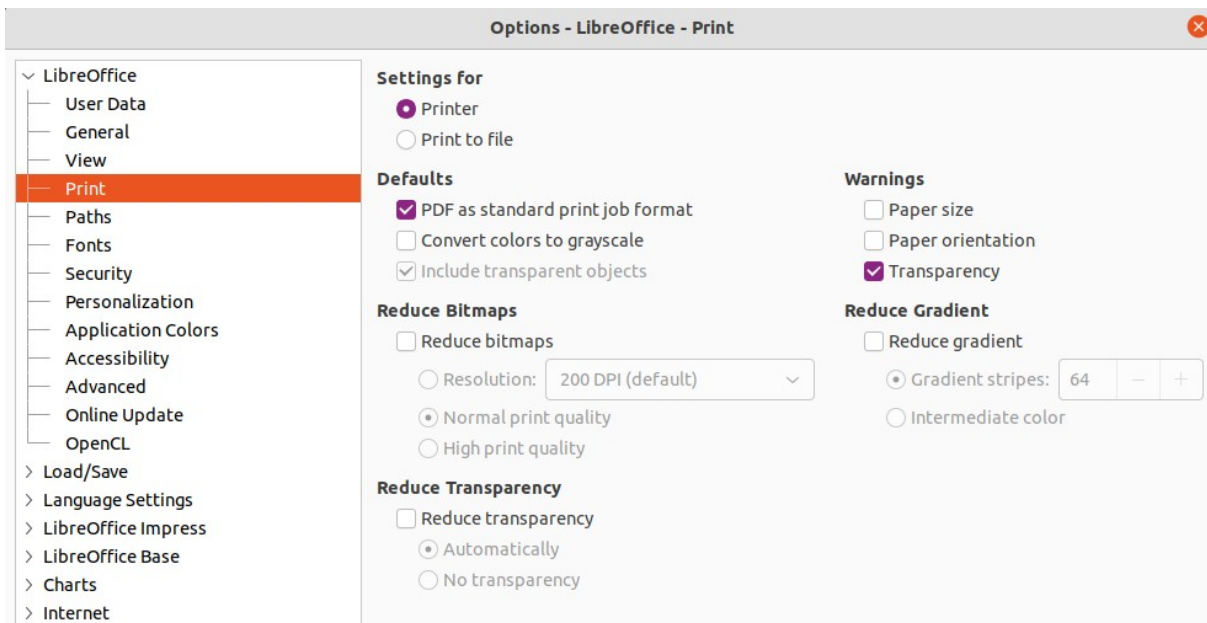 Options - LibreOffice - Print
LibreOffice
User Data
General
View
Print
Paths
Fonts
Security
Personalization
Application Colors
Accessibility
Advanced
Online Update
OpenCL
Load/Save
Language Settings
LibreOffice Impress
LibreOffice Base
Charts
Internet
Settings for
Printer
Print to file
Defaults
PDF as standard print job format
Convert colors to grayscale
Include transparent objects
Warnings
Paper size
Paper orientation
Transparency
Reduce Bitmaps
Reduce bitmaps
Resolution: 200 DPI (default)
Normal print quality
High print quality
Reduce Gradient
Reduce gradient
Gradient stripes: 64
Intermediate color
Reduce Transparency
Reduce transparency
Automatically
No transparency